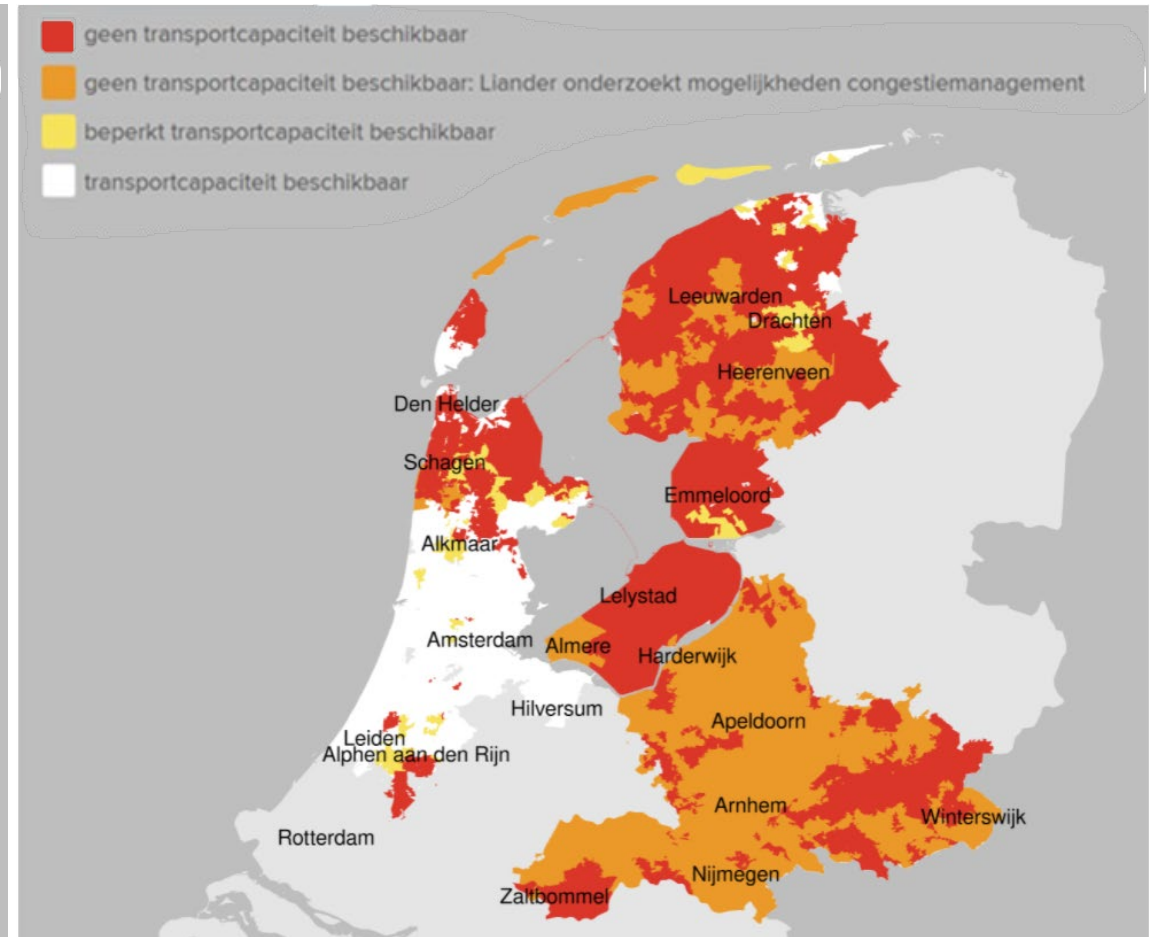 geen transportcapaciteit beschikbaar
geen transportcapaciteit beschikbaar: Liander onderzoekt mogelijkheden congestiemanagement
beperkt transportcapaciteit beschikbaar
transportcapaciteit beschikbaar
Leeuwarden
Drachten
Heerenveen
Den Helder
Schagen
Emmeloord
Alkmaar
Lelystad
Amsterdam
Almere
Harderwijk
Hilversum
Apeldoorn
Leiden
Alphen aan den Rijn
Arnhem
Winterswijk
Rotterdam
Nijmegen
Zaltbommel